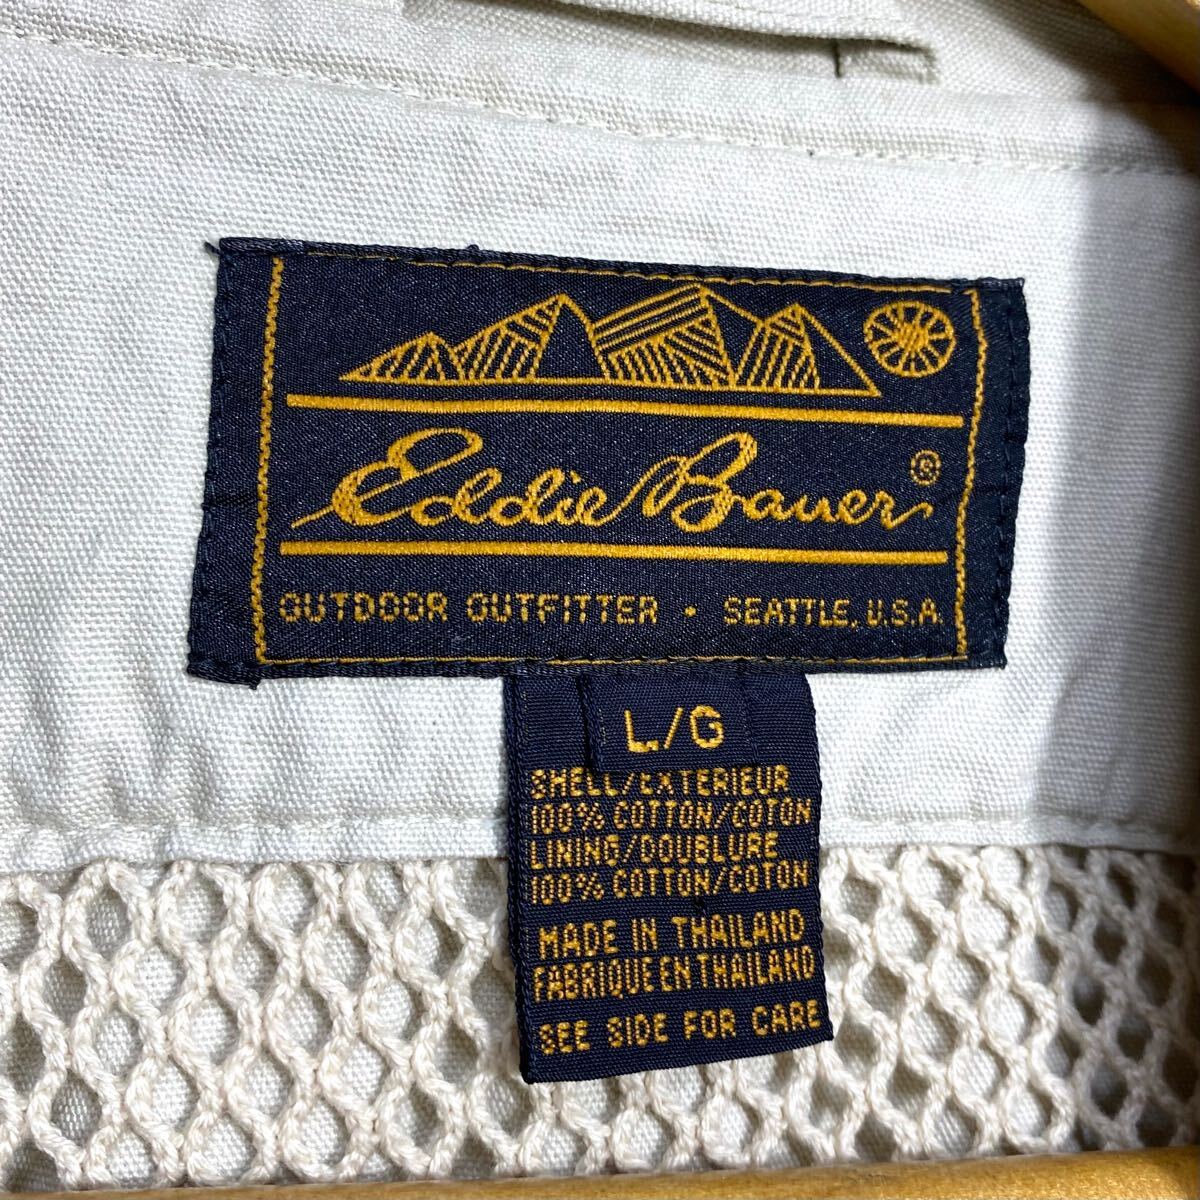 Eddie Bauer®
OUTDOOR OUTFITTER · SEATTLE, U.S.A.
L/G
SHELL/EXTERIEUR
100% COTTON/COTON
LINING/DOUBLURE
100% COTTON/COTON
MADE IN THAILAND
FABRIQUE EN THAILAND
SEE SIDE FOR CARE